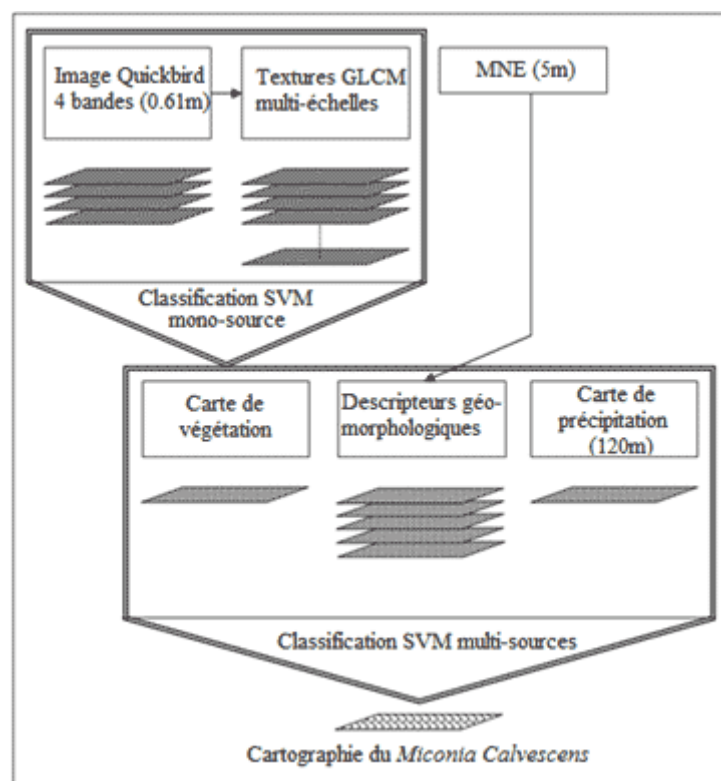 Image Quickbird
4 bandes (0.61m)
Textures GLCM
multi-échelles
MNE (5m)
Classification SVM
mono-source
Carte de
végétation
Descripteurs géo-
morphologiques
Carte de
précipitation
(120m)
Classification SVM multi-sources
Cartographie du Miconia Calvescens